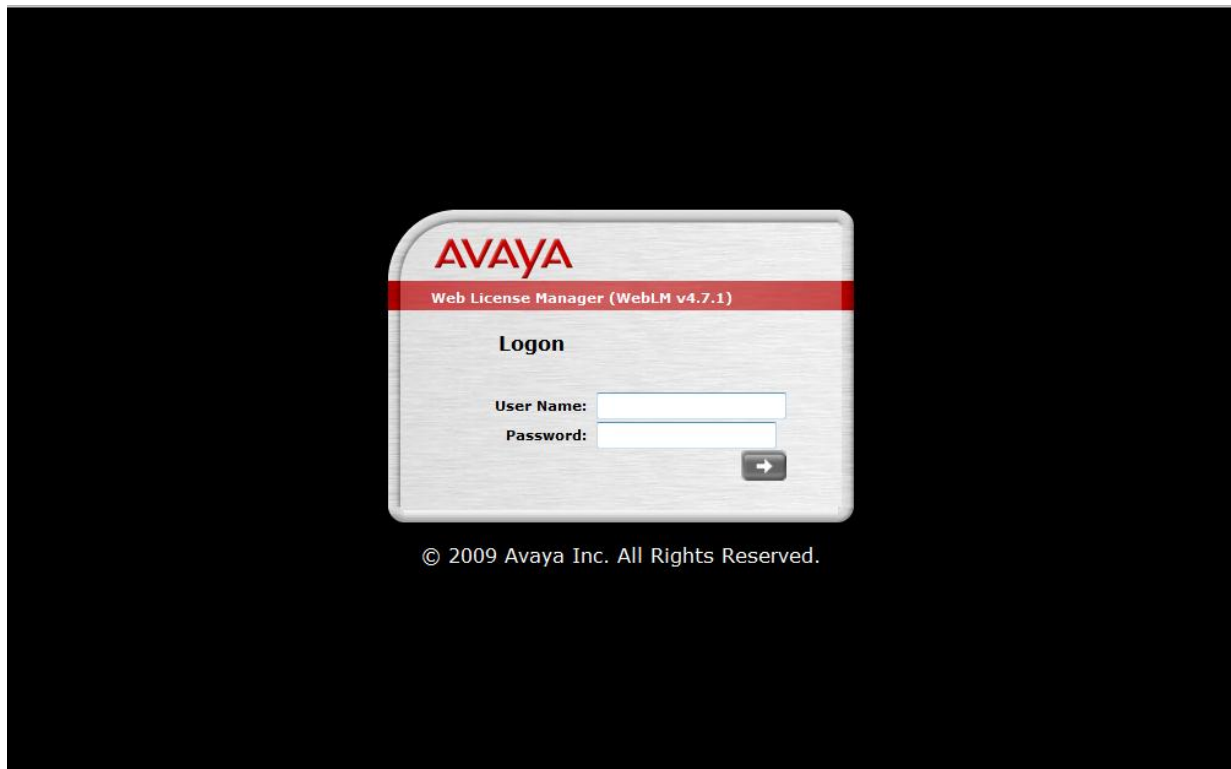 AVAYA
Web License Manager (WebLM v4.7.1)
Logon
User Name:
Password:
© 2009 Avaya Inc. All Rights Reserved.